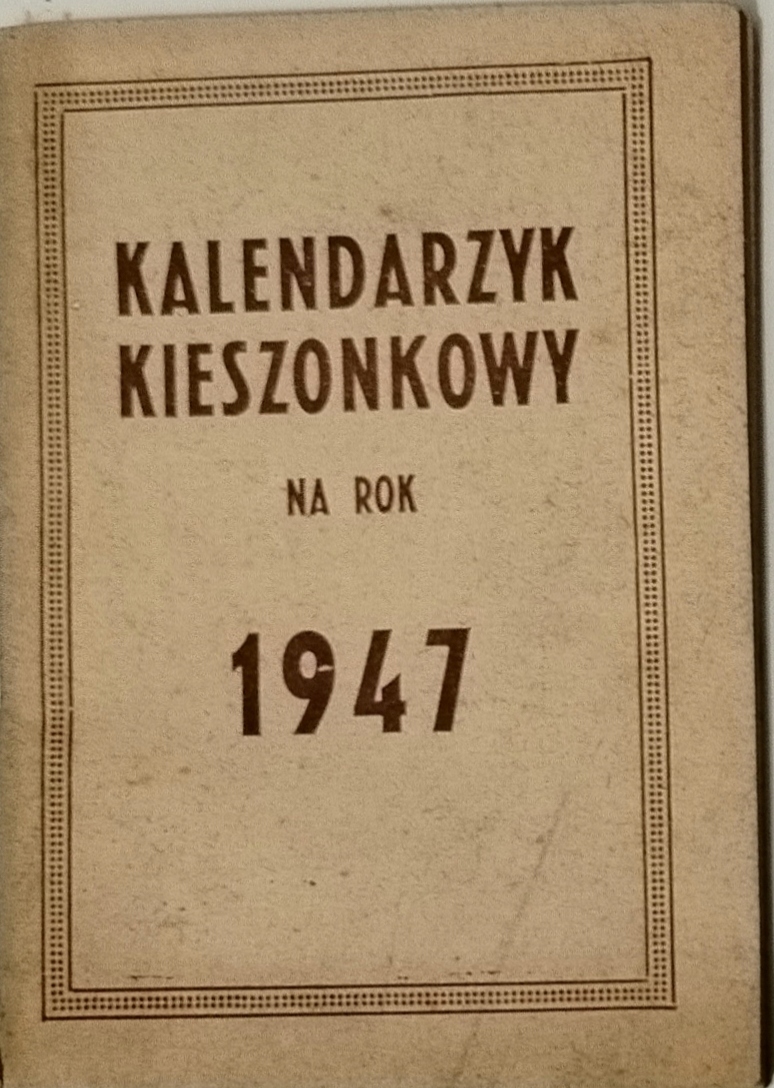 KALENDARZYK
KIESZONKOWY
NA ROK
1947